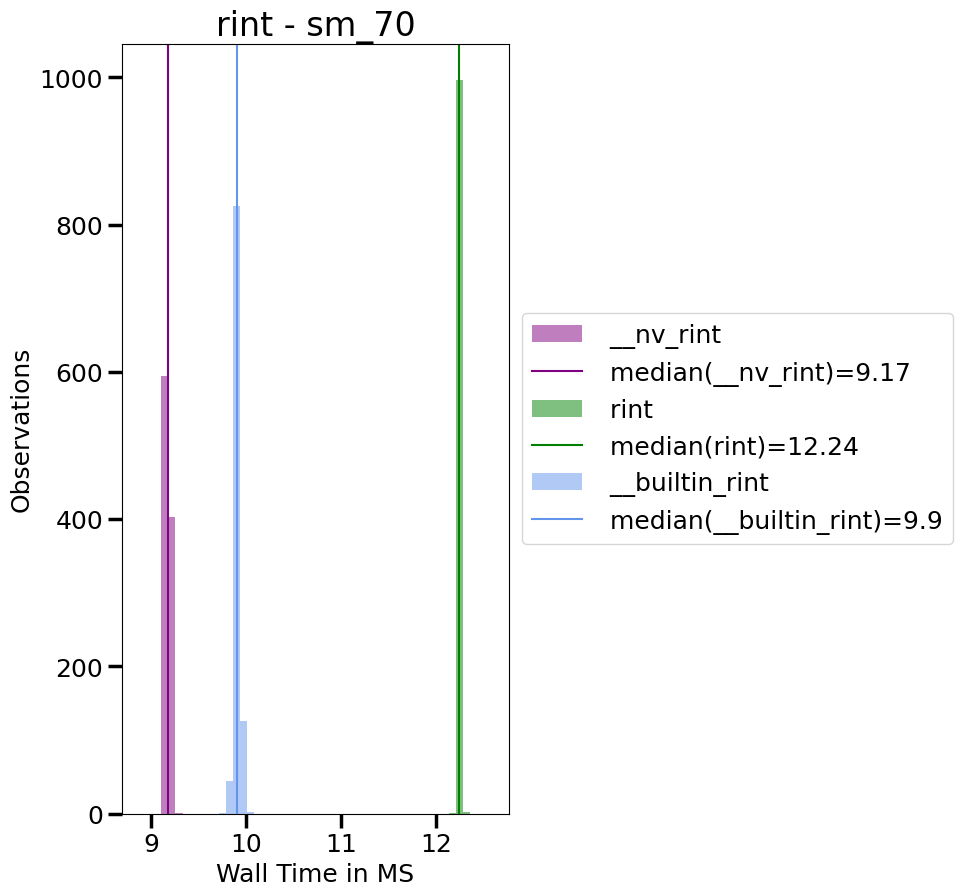 rint - sm_70
1000
800
600
400
200
0
Observations
9 10 11 12
Wall Time in MS
__nv_rint
median(__nv_rint)=9.17
rint
median(rint)=12.24
__builtin_rint
median(__builtin_rint)=9.9